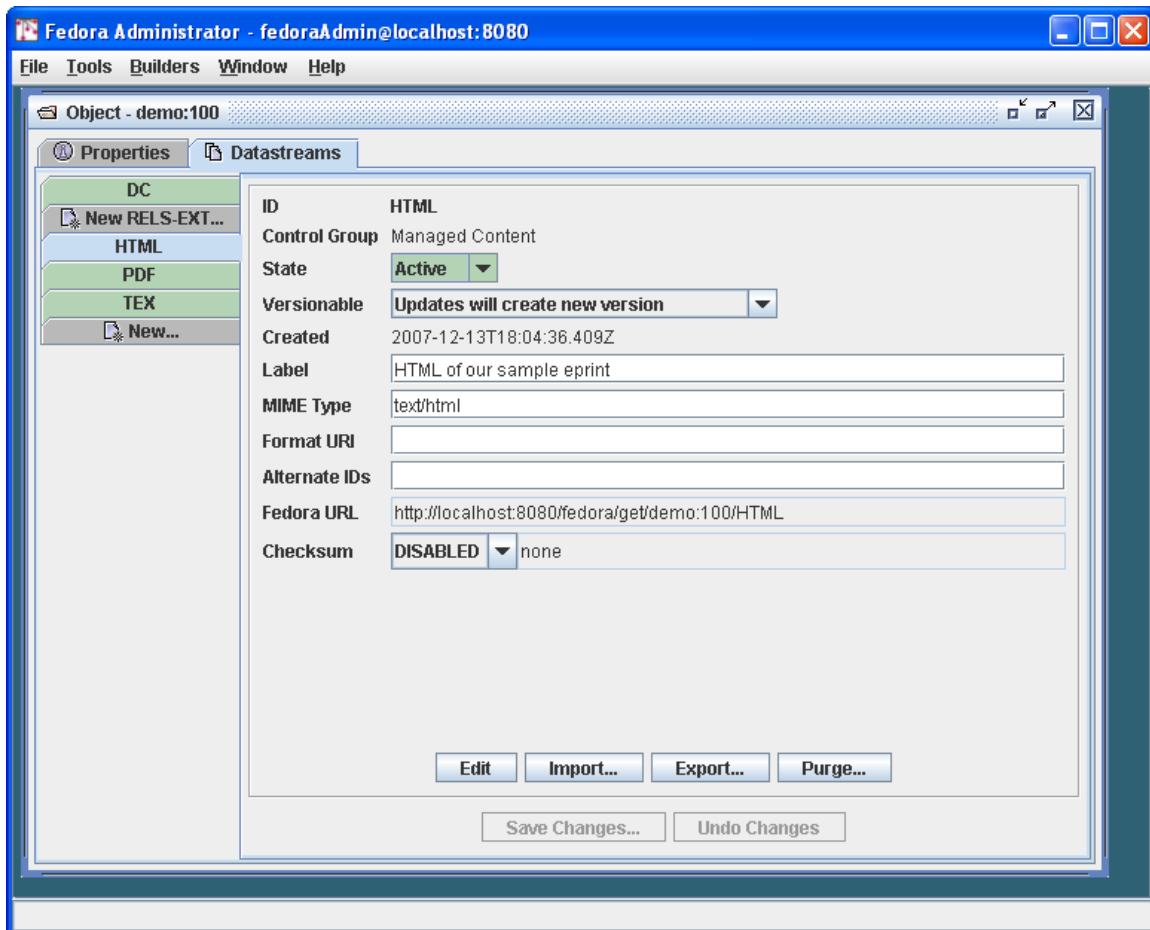 Fedora Administrator - fedoraAdmin@localhost:8080
File Tools Builders Window Help
Object - demo:100
Properties Datastreams
DC
New RELS-EXT...
HTML
PDF
TEX
New...
ID HTML
Control Group Managed Content
State Active
Versionable Updates will create new version
Created 2007-12-13T18:04:36.409Z
Label HTML of our sample eprint
MIME Type text/html
Format URI
Alternate IDs
Fedora URL http://localhost:8080/fedora/get/demo:100/HTML
Checksum DISABLED none
Edit Import... Export... Purge...
Save Changes... Undo Changes